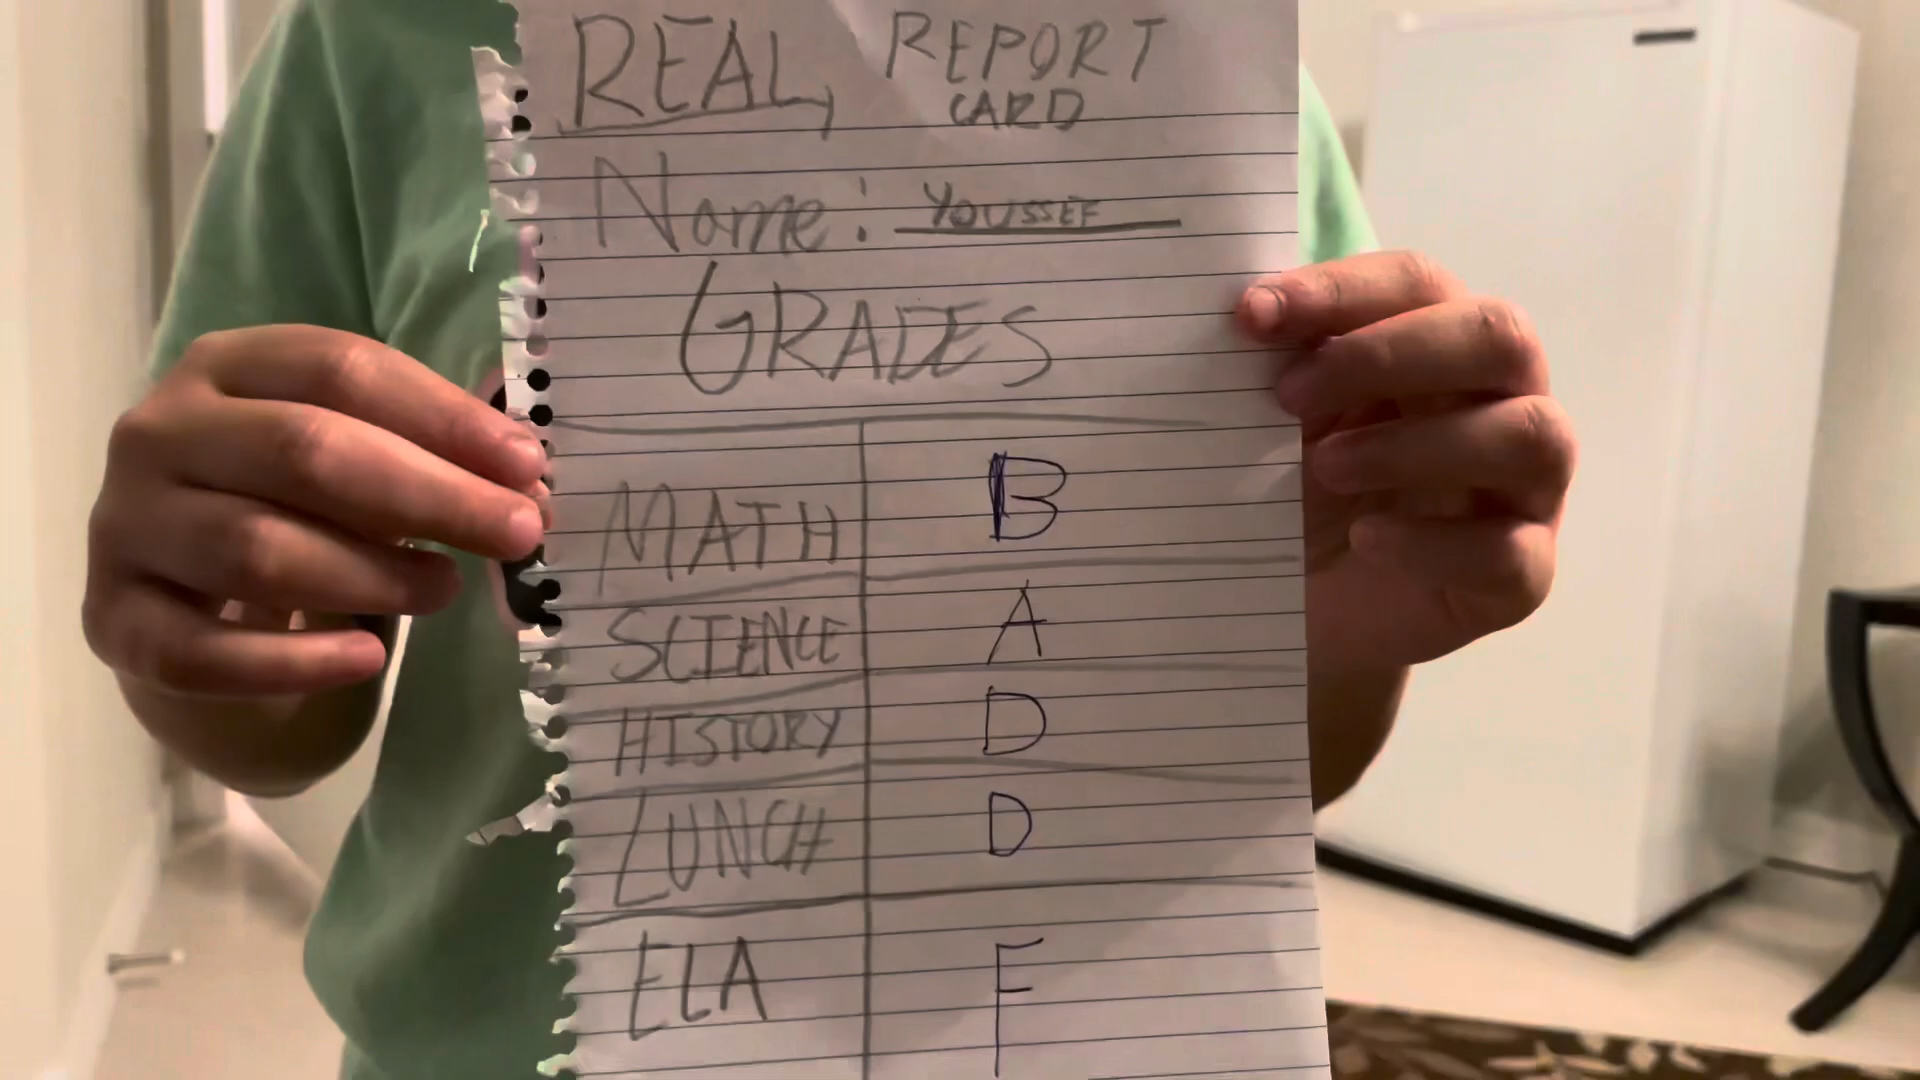 REAL, REPORT CARD
Name: YOUSSEF
GRADES
MATH B
SCIENCE A
HISTORY D
LUNCH D
ELA F